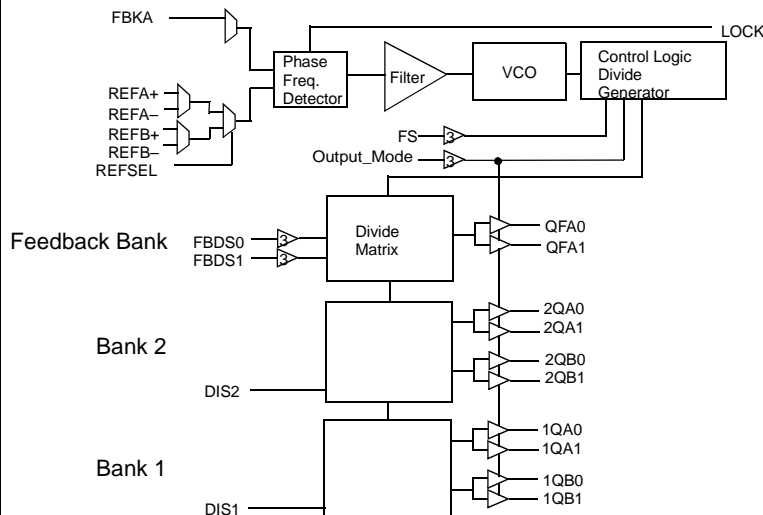 FBKA
LOCK
Phase
Freq.
Detector
Filter
VCO
Control Logic
Divide
Generator
REFA+
REFA–
REFB+
REFB–
REFSEL
FS
3
Output_Mode
3
Feedback Bank
FBDS0
3
FBDS1
3
Divide
Matrix
QFA0
QFA1
Bank 2
2QA0
2QA1
2QB0
2QB1
DIS2
Bank 1
1QA0
1QA1
1QB0
1QB1
DIS1